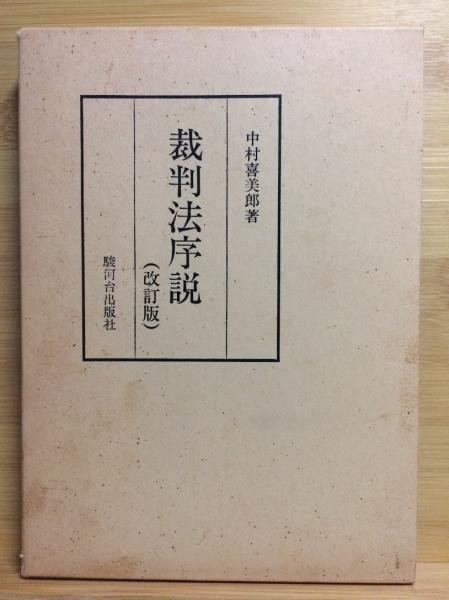 中村喜美郎著
裁判法序説
(改訂版)
駿河台出版社